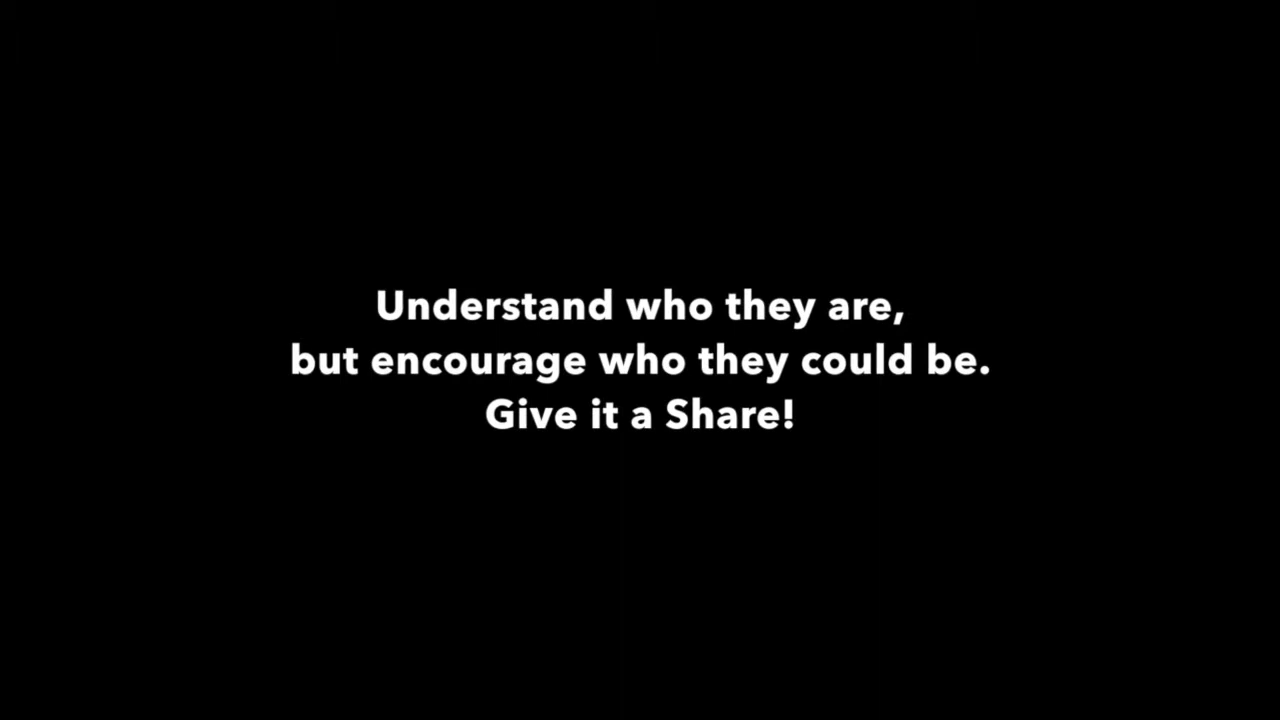 Understand who they are,
but encourage who they could be.
Give it a Share!